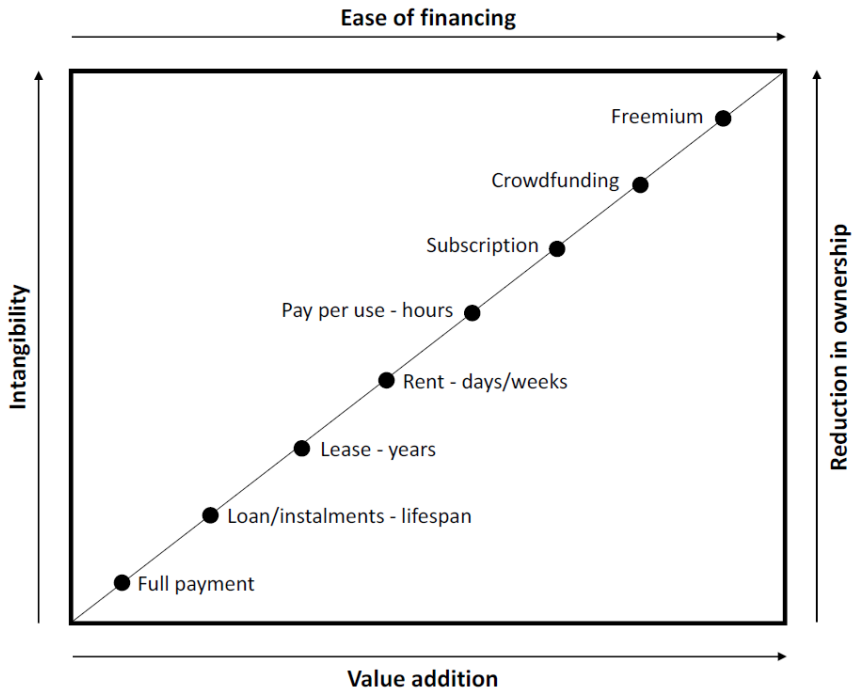 Ease of financing
Freemium
Crowdfunding
Subscription
Pay per use - hours
Rent - days/weeks
Lease - years
Loan/instalments - lifespan
Full payment
Intangibility
Reduction in ownership
Value addition